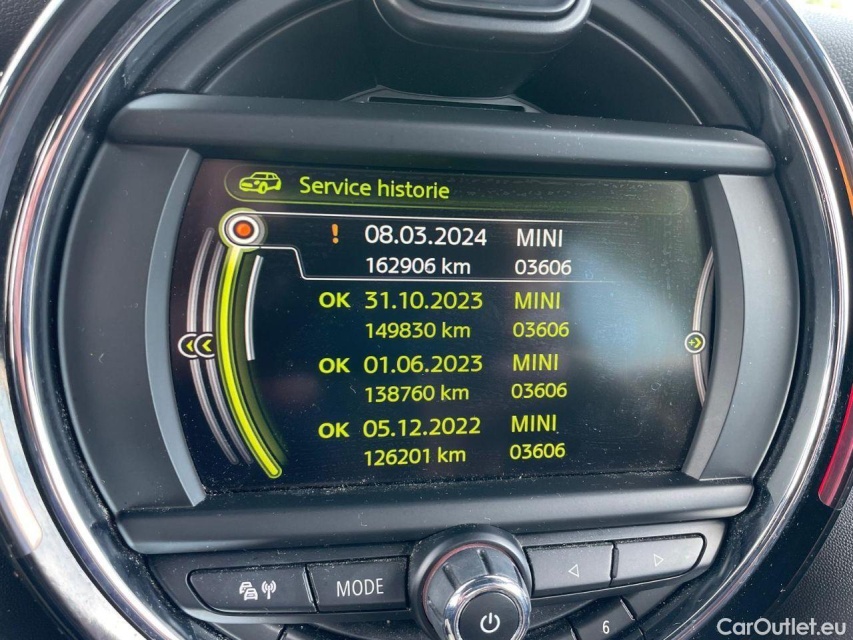 Service historie
! 08.03.2024 MINI
162906 km 03606
OK 31.10.2023 MINI
149830 km 03606
OK 01.06.2023 MINI
138760 km 03606
OK 05.12.2022 MINI
126201 km 03606
MODE
6
CarOutlet.eu